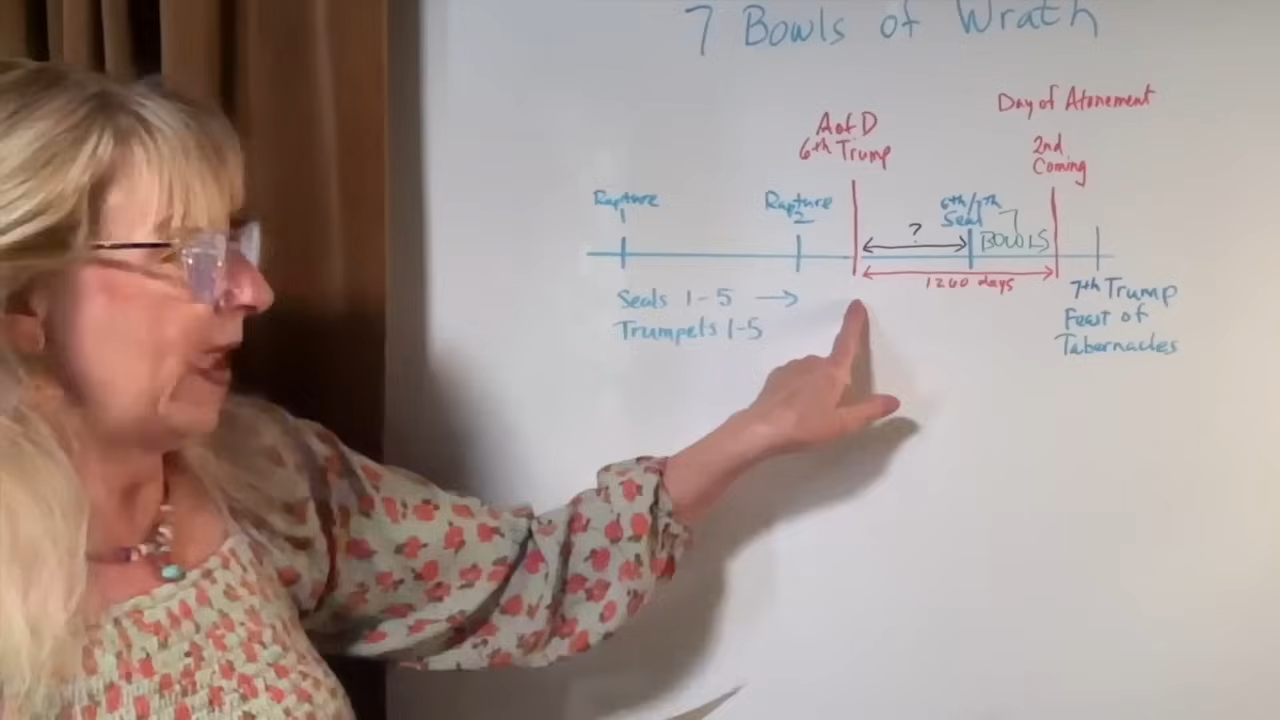 7 Bowls of Wrath
Day of Atonement
A of D
6th Trump
2nd
Coming
Rapture
1
Rapture
2
6th/7th
Seal
?
7
BOWLS
1260 days
Seals 1-5 →
Trumpets 1-5
7th Trump
Feast of
Tabernacles